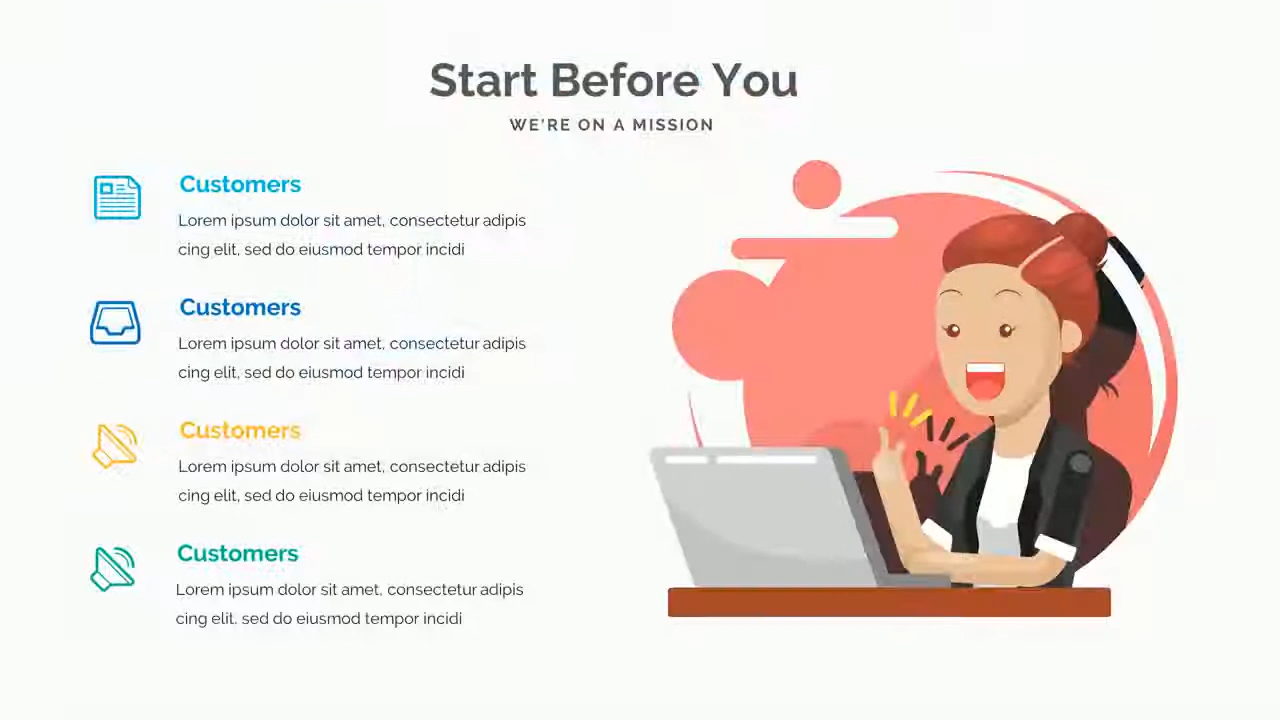 Start Before You
WE'RE ON A MISSION
Customers
Lorem ipsum dolor sit amet, consectetur adipis
cing elit, sed do eiusmod tempor incidi
Customers
Lorem ipsum dolor sit amet, consectetur adipis
cing elit, sed do eiusmod tempor incidi
Customers
Lorem ipsum dolor sit amet, consectetur adipis
cing elit, sed do eiusmod tempor incidi
Customers
Lorem ipsum dolor sit amet, consectetur adipis
cing elit, sed do eiusmod tempor incidi